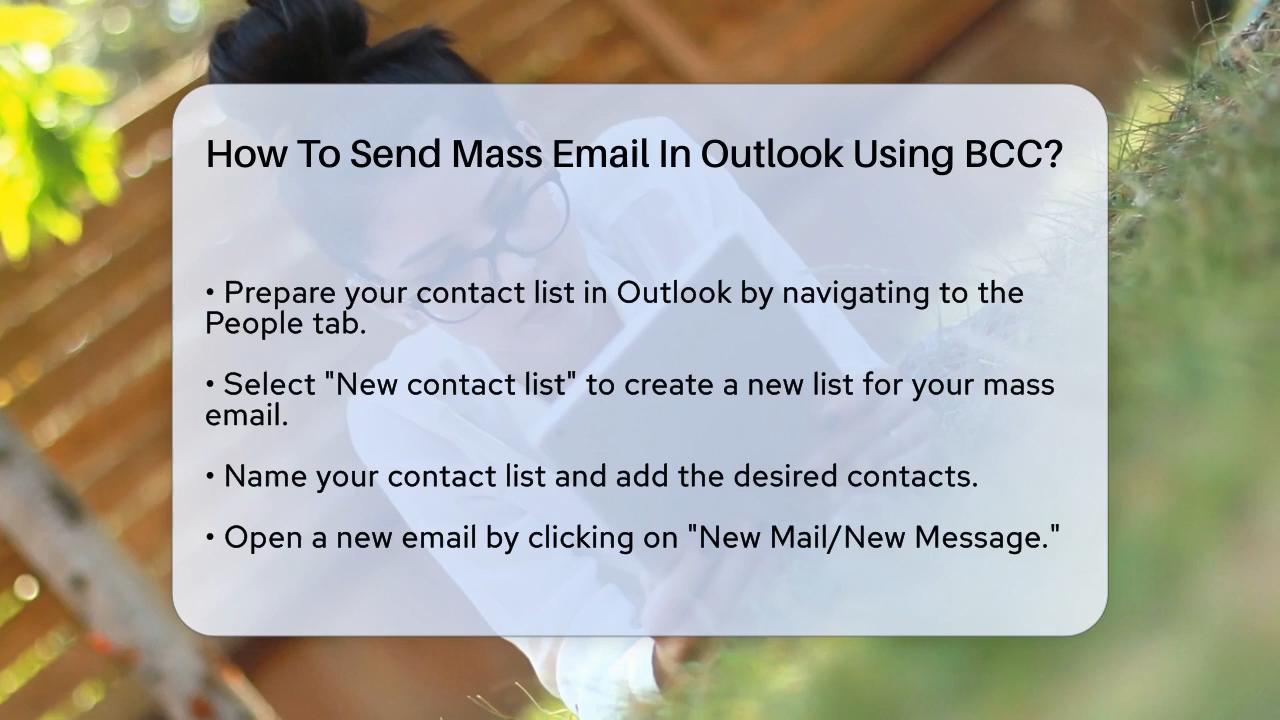 How To Send Mass Email In Outlook Using BCC?
• Prepare your contact list in Outlook by navigating to the
People tab.
• Select "New contact list" to create a new list for your mass
email.
• Name your contact list and add the desired contacts.
• Open a new email by clicking on "New Mail/New Message."